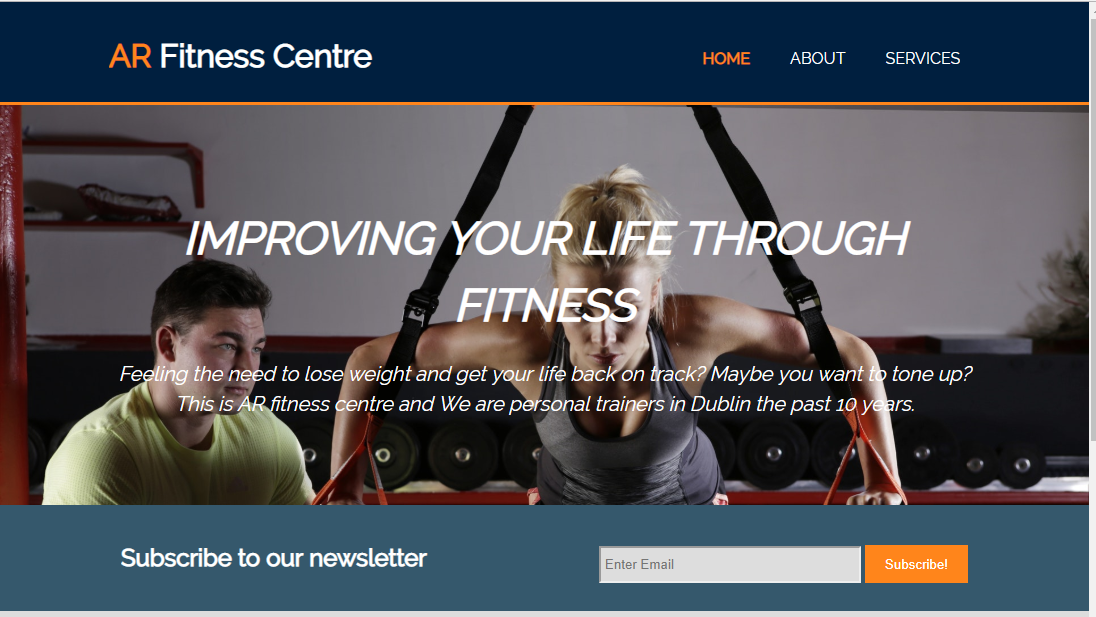 AR Fitness Centre
HOME ABOUT SERVICES
IMPROVING YOUR LIFE THROUGH
FITNESS
Feeling the need to lose weight and get your life back on track? Maybe you want to tone up?
This is AR fitness centre and We are personal trainers in Dublin the past 10 years.
Subscribe to our newsletter
Enter Email
Subscribe!